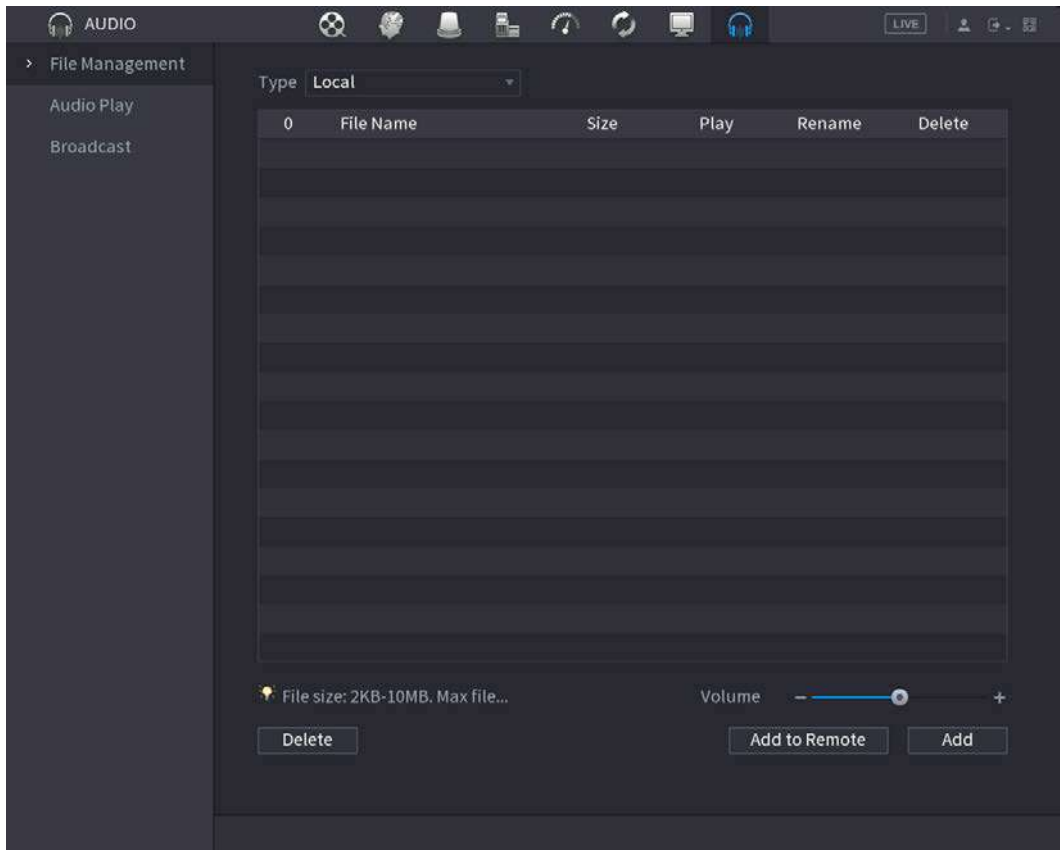 AUDIO
LIVE
File Management
Audio Play
Broadcast
Type Local
0 File Name Size Play Rename Delete
File size: 2KB-10MB. Max file...
Volume
Delete
Add to Remote
Add